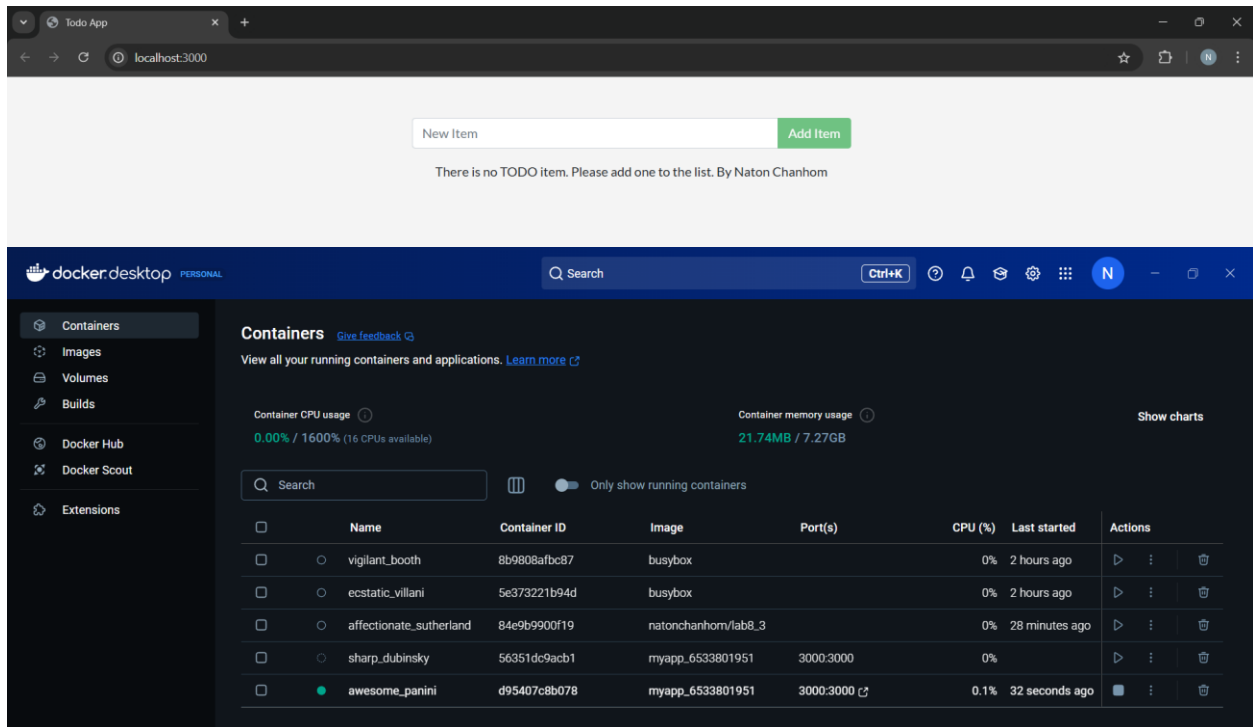 Todo App
localhost:3000
N
New Item
Add Item
There is no TODO item. Please add one to the list. By Naton Chanhom
docker.desktop PERSONAL
Search
Ctrl+K
N
Containers
Images
Volumes
Builds
Docker Hub
Docker Scout
Extensions
Containers Give feedback
View all your running containers and applications. Learn more
Container CPU usage
0.00% / 1600% (16 CPUs available)
Container memory usage
21.74MB / 7.27GB
Show charts
Search
Only show running containers
Name Container ID Image Port(s) CPU (%) Last started Actions
vigilant_booth 8b9808afbc87 busybox 0% 2 hours ago
ecstatic_villani 5e373221b94d busybox 0% 2 hours ago
affectionate_sutherland 84e9b9900f19 natonchanhom/lab8_3 0% 28 minutes ago
sharp_dubinsky 56351dc9acb1 myapp_6533801951 3000:3000 0%
awesome_panini d95407c8b078 myapp_6533801951 3000:3000 0.1% 32 seconds ago